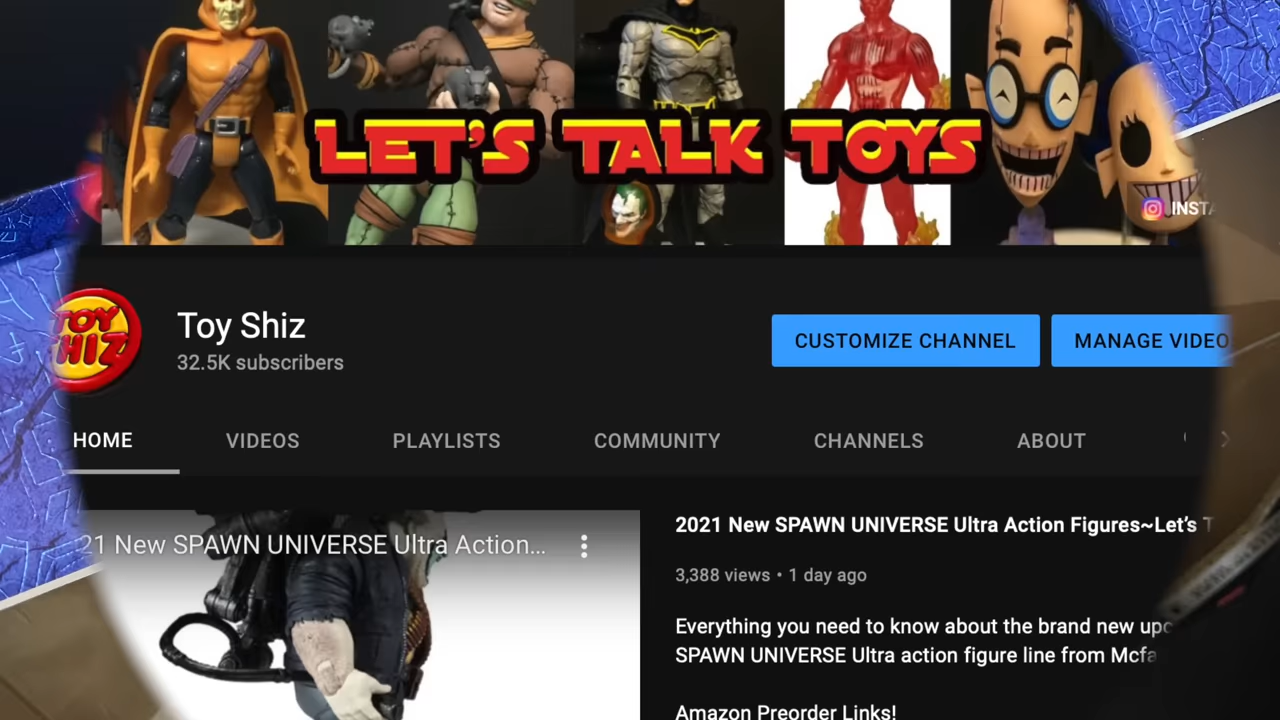 LET'S TALK TOYS
INSTA
TOY
SHIZ
Toy Shiz
32.5K subscribers
CUSTOMIZE CHANNEL
MANAGE VIDEO
HOME
VIDEOS
PLAYLISTS
COMMUNITY
CHANNELS
ABOUT
21 New SPAWN UNIVERSE Ultra Action...
2021 New SPAWN UNIVERSE Ultra Action Figures~Let's T
3,388 views • 1 day ago
Everything you need to know about the brand new upc
SPAWN UNIVERSE Ultra action figure line from Mcfa
Amazon Preorder Links!